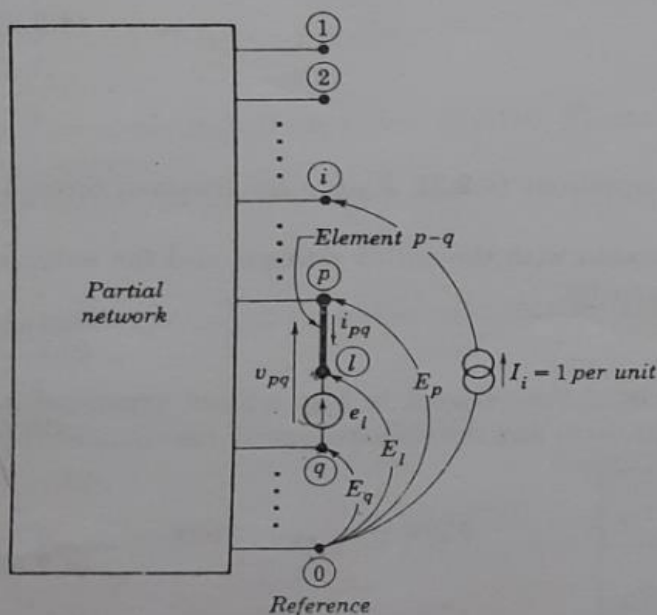 1
2
i
Element p-q
p
Partial
network
i_pq
l
v_pq
E_p
I_i = 1 per unit
e_l
E_l
q
E_q
0
Reference